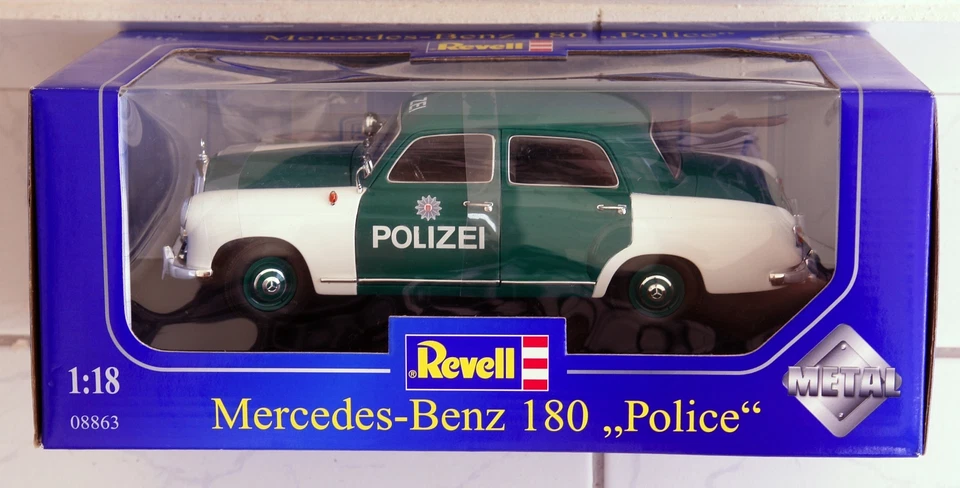 Mercedes-Benz 180 „Police“
Revell
POLIZEI
®Revell
1:18
METAL
08863
Mercedes-Benz 180 „Police“